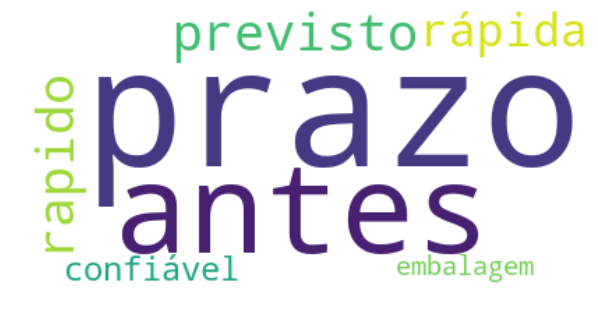 previsto
rápida
prazo
rapido
antes
confiável
embalagem